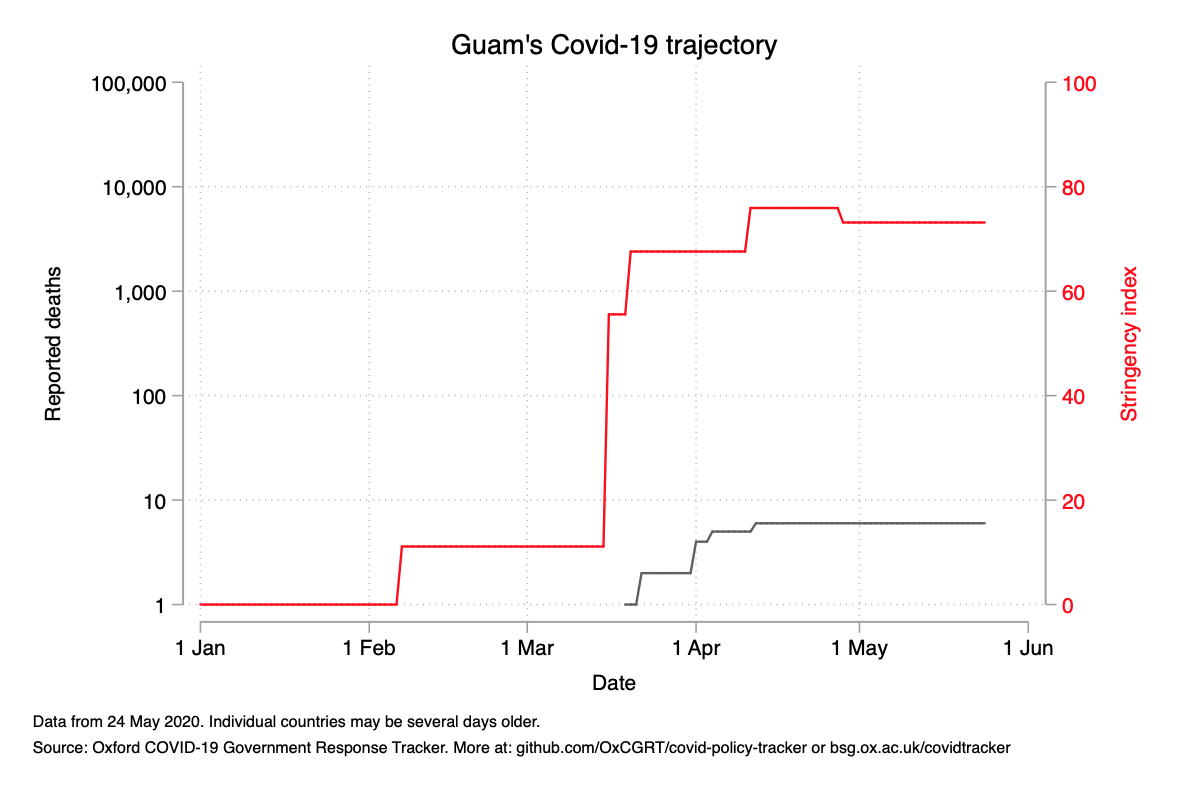 Guam's Covid-19 trajectory
100,000
10,000
1,000
100
10
1
Reported deaths
100
80
60
40
20
0
Stringency index
1 Jan
1 Feb
1 Mar
1 Apr
1 May
1 Jun
Date
Data from 24 May 2020. Individual countries may be several days older.
Source: Oxford COVID-19 Government Response Tracker. More at: github.com/OxCGRT/covid-policy-tracker or bsg.ox.ac.uk/covidtracker